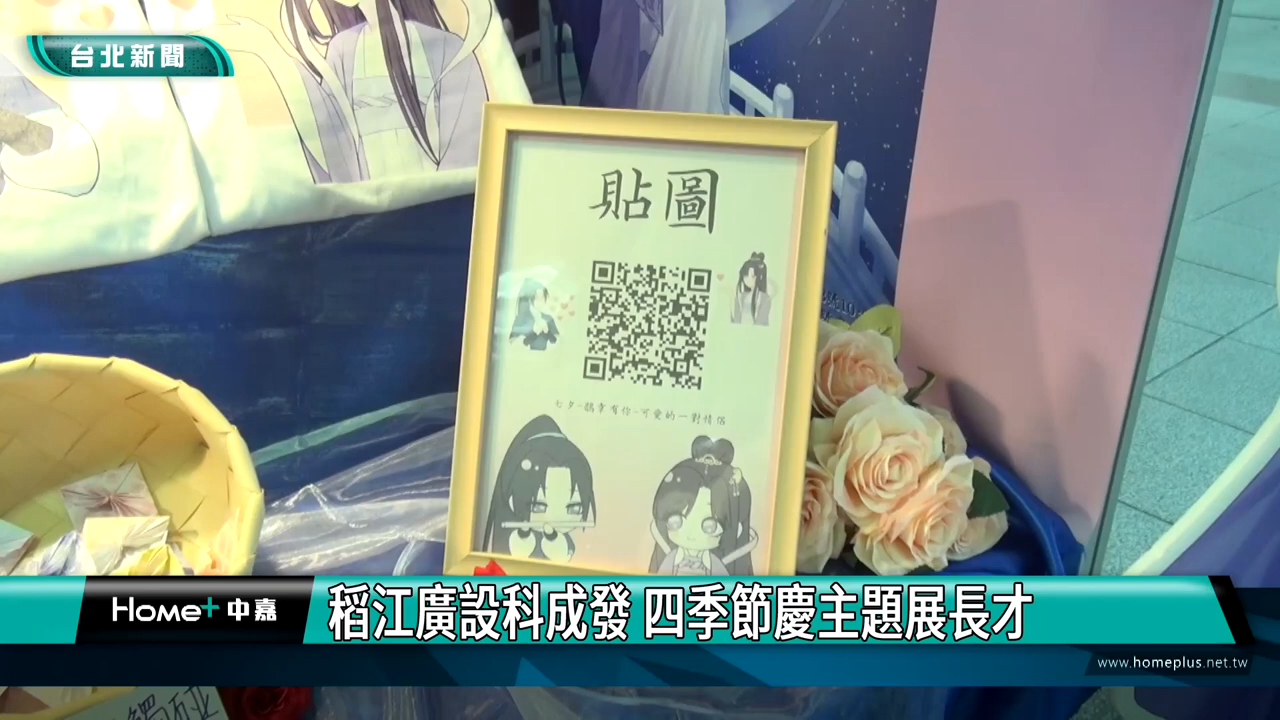 台北新聞
貼圖
七夕-鵲幸有你-可愛的一對情侶
Home+中嘉
稻江廣設科成發 四季節慶主題展長才
www.homeplus.net.tw